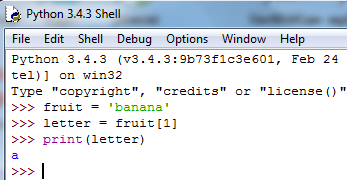 Python 3.4.3 Shell
File Edit Shell Debug Options Window Help
Python 3.4.3 (v3.4.3:9b73f1c3e601, Feb 24
tel)] on win32
Type "copyright", "credits" or "license()"
>>> fruit = 'banana'
>>> letter = fruit[1]
>>> print(letter)
a
>>>